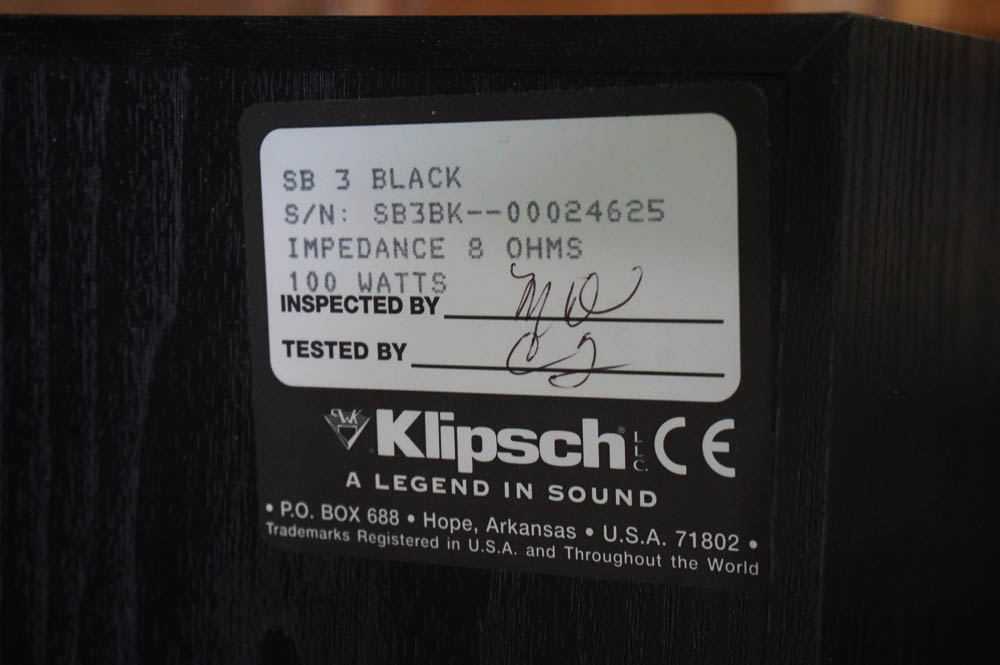 SB 3 BLACK
S/N: SB3BK--00024625
IMPEDANCE 8 OHMS
100 WATTS
INSPECTED BY
TESTED BY
Klipsch® LLC. CE
A LEGEND IN SOUND
• P.O. BOX 688 • Hope, Arkansas • U.S.A. 71802 •
Trademarks Registered in U.S.A. and Throughout the World